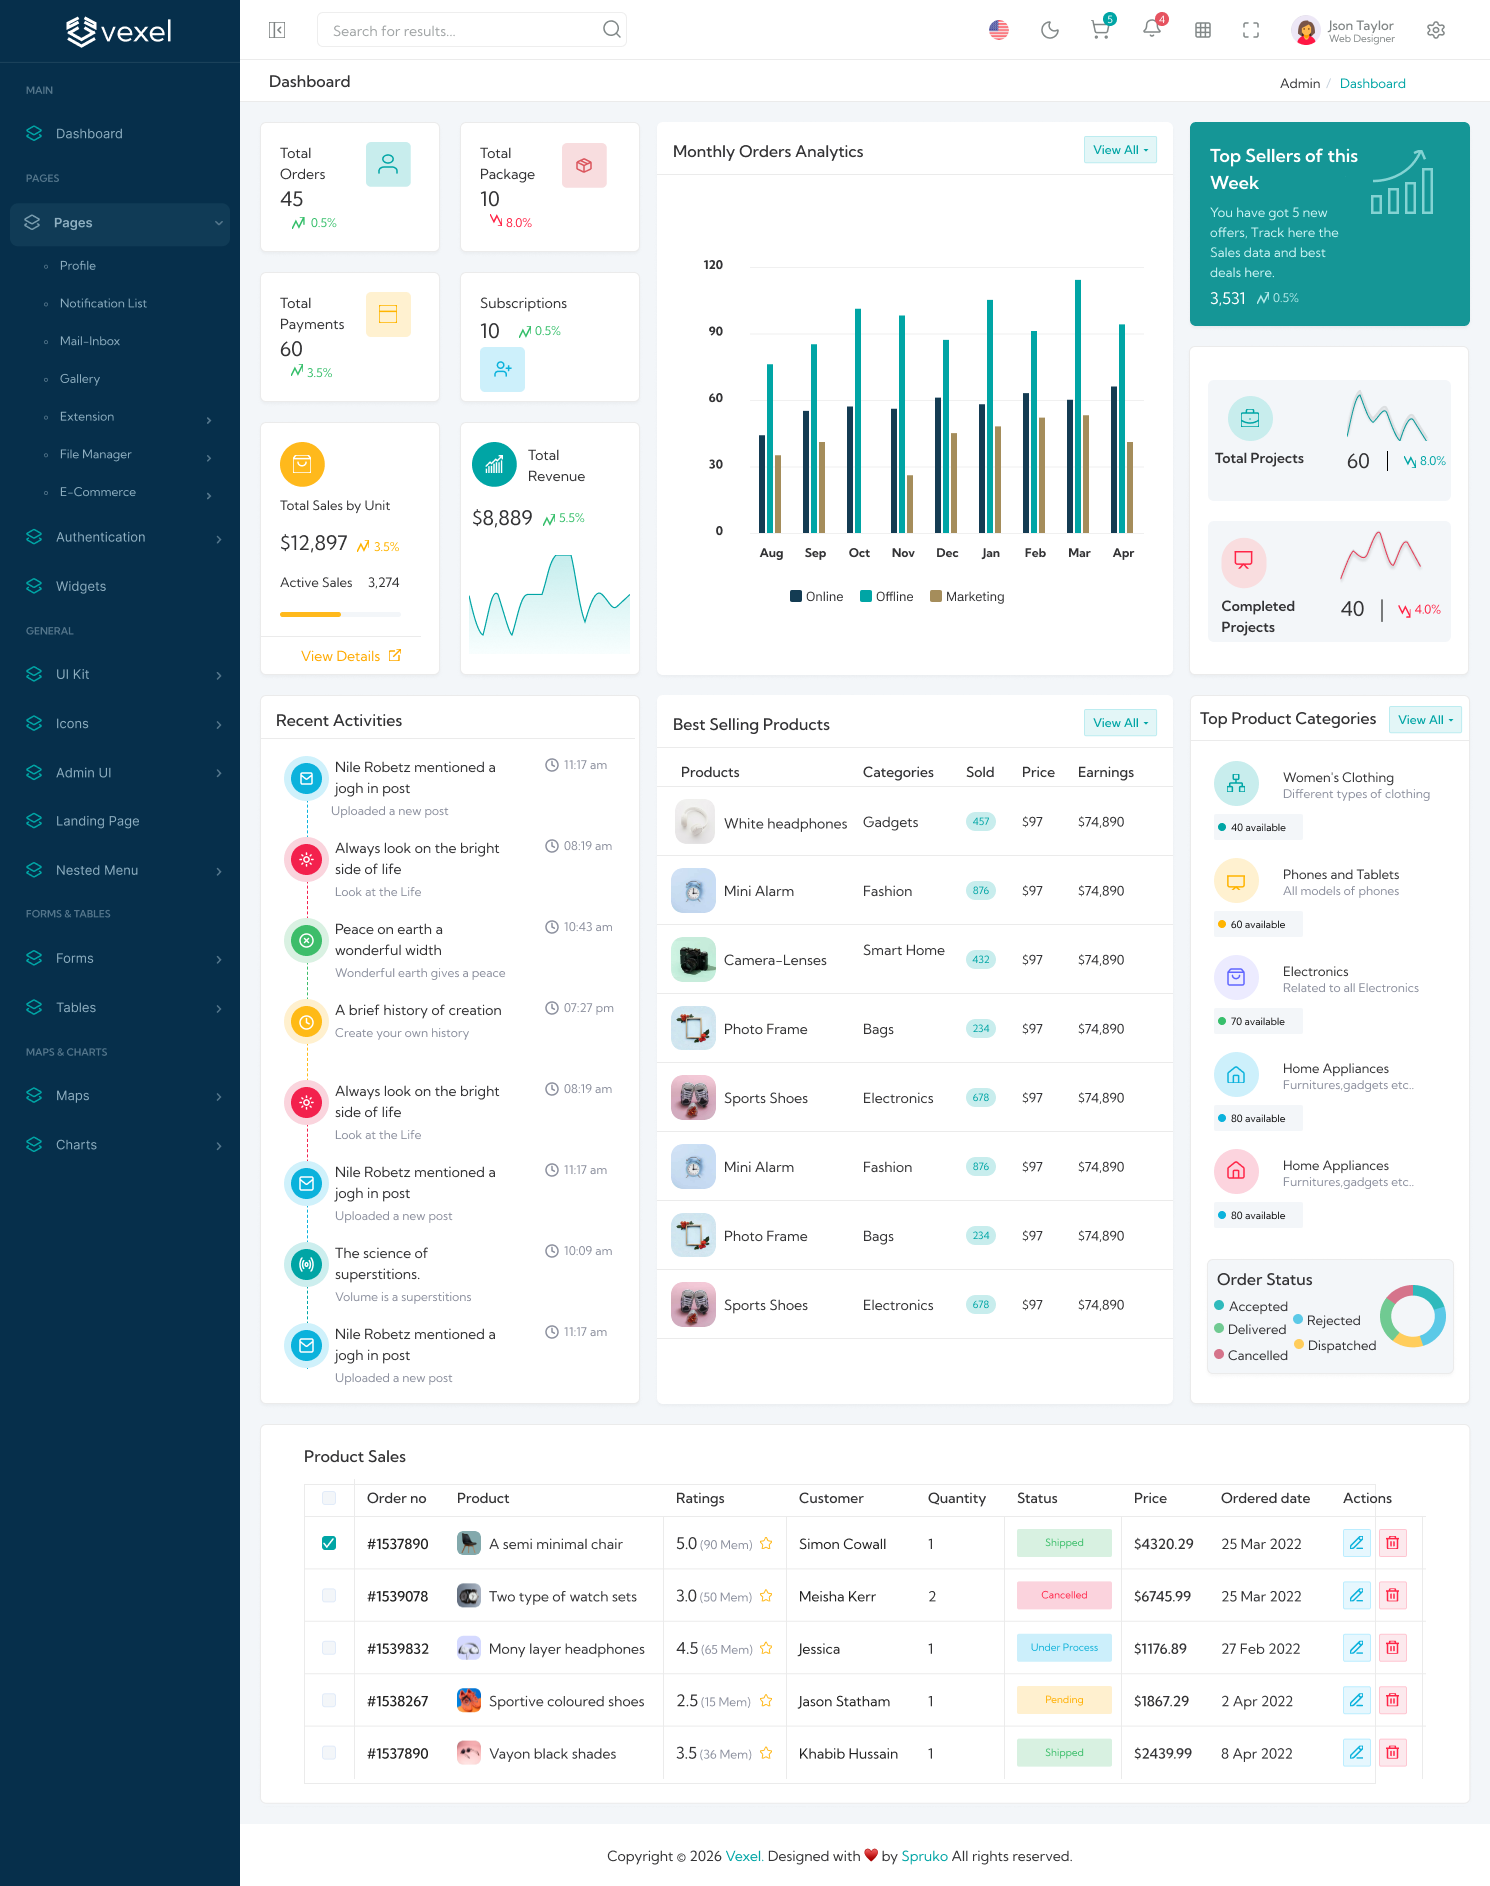 vexel
Search for results...
5
4
Json Taylor
Web Designer
MAIN
Dashboard
PAGES
Pages
Profile
Notification List
Mail-Inbox
Gallery
Extension
File Manager
E-Commerce
Authentication
Widgets
GENERAL
UI Kit
Icons
Admin UI
Landing Page
Nested Menu
FORMS & TABLES
Forms
Tables
MAPS & CHARTS
Maps
Charts
Dashboard
Admin / Dashboard
Total
Orders
45
0.5%
Total
Package
10
8.0%
Total
Payments
60
3.5%
Subscriptions
10 0.5%
Total Sales by Unit
$12,897 3.5%
Active Sales 3,274
View Details
Total
Revenue
$8,889 5.5%
Monthly Orders Analytics
View All
120
90
60
30
0
Aug Sep Oct Nov Dec Jan Feb Mar Apr
Online Offline Marketing
Top Sellers of this
Week
You have got 5 new
offers, Track here the
Sales data and best
deals here.
3,531 0.5%
Total Projects
60 8.0%
Completed
Projects
40 4.0%
Recent Activities
Nile Robetz mentioned a
jogh in post
11:17 am
Uploaded a new post
Always look on the bright
side of life
08:19 am
Look at the Life
Peace on earth a
wonderful width
10:43 am
Wonderful earth gives a peace
A brief history of creation
07:27 pm
Create your own history
Always look on the bright
side of life
08:19 am
Look at the Life
Nile Robetz mentioned a
jogh in post
11:17 am
Uploaded a new post
The science of
superstitions.
10:09 am
Volume is a superstitions
Nile Robetz mentioned a
jogh in post
11:17 am
Uploaded a new post
Best Selling Products
View All
Products Categories Sold Price Earnings
White headphones Gadgets 457 $97 $74,890
Mini Alarm Fashion 876 $97 $74,890
Camera-Lenses Smart Home 432 $97 $74,890
Photo Frame Bags 234 $97 $74,890
Sports Shoes Electronics 678 $97 $74,890
Mini Alarm Fashion 876 $97 $74,890
Photo Frame Bags 234 $97 $74,890
Sports Shoes Electronics 678 $97 $74,890
Top Product Categories
View All
Women's Clothing
Different types of clothing
40 available
Phones and Tablets
All models of phones
60 available
Electronics
Related to all Electronics
70 available
Home Appliances
Furnitures,gadgets etc..
80 available
Home Appliances
Furnitures,gadgets etc..
80 available
Order Status
Accepted
Rejected
Delivered
Dispatched
Cancelled
Product Sales
Order no Product Ratings Customer Quantity Status Price Ordered date Actions
#1537890 A semi minimal chair 5.0 (90 Mem) Simon Cowall 1 Shipped $4320.29 25 Mar 2022
#1539078 Two type of watch sets 3.0 (50 Mem) Meisha Kerr 2 Cancelled $6745.99 25 Mar 2022
#1539832 Mony layer headphones 4.5 (65 Mem) Jessica 1 Under Process $1176.89 27 Feb 2022
#1538267 Sportive coloured shoes 2.5 (15 Mem) Jason Statham 1 Pending $1867.29 2 Apr 2022
#1537890 Vayon black shades 3.5 (36 Mem) Khabib Hussain 1 Shipped $2439.99 8 Apr 2022
Copyright © 2026 Vexel. Designed with ❤ by Spruko All rights reserved.